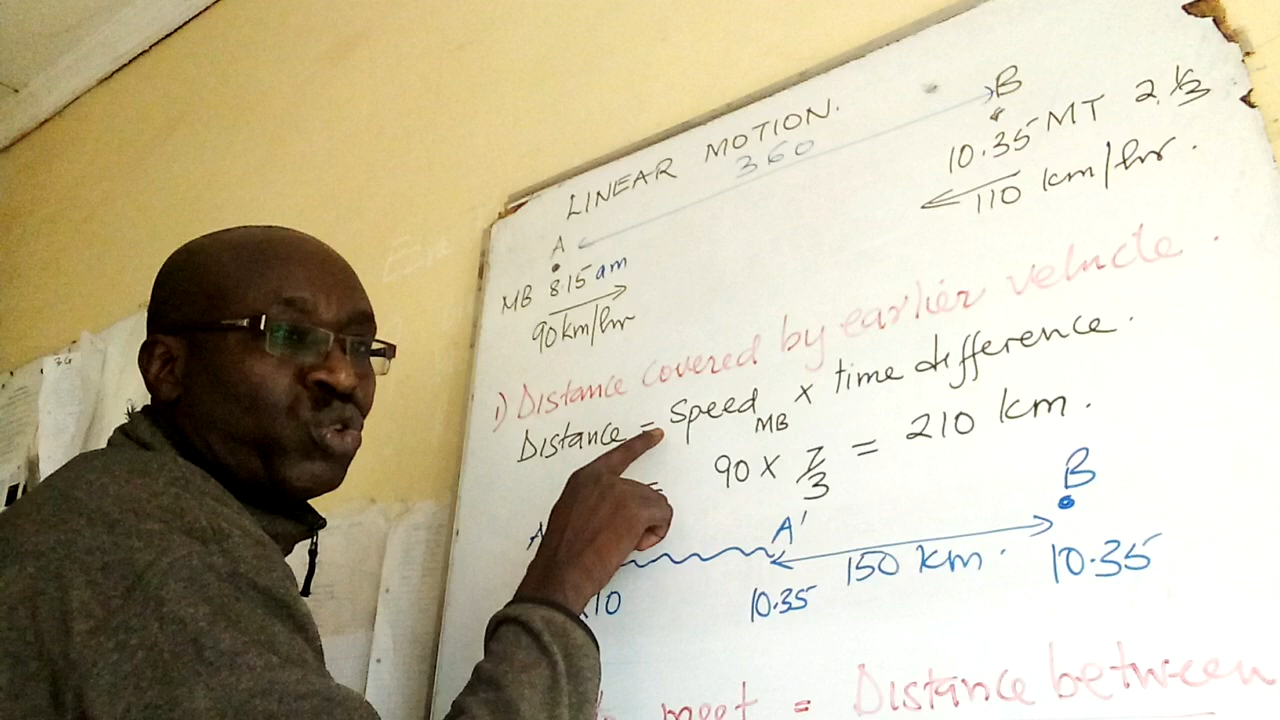 LINEAR MOTION.
360
B
10.35 MT 2 1/3
110 km/hr.
A
MB 8.15 am
90 km/hr
1) Distance covered by earlier vehicle.
Distance = Speed MB × time difference.
= 90 × 7/3 = 210 km.
A A' B
10 10.35 150 km. 10.35
meet = Distance between